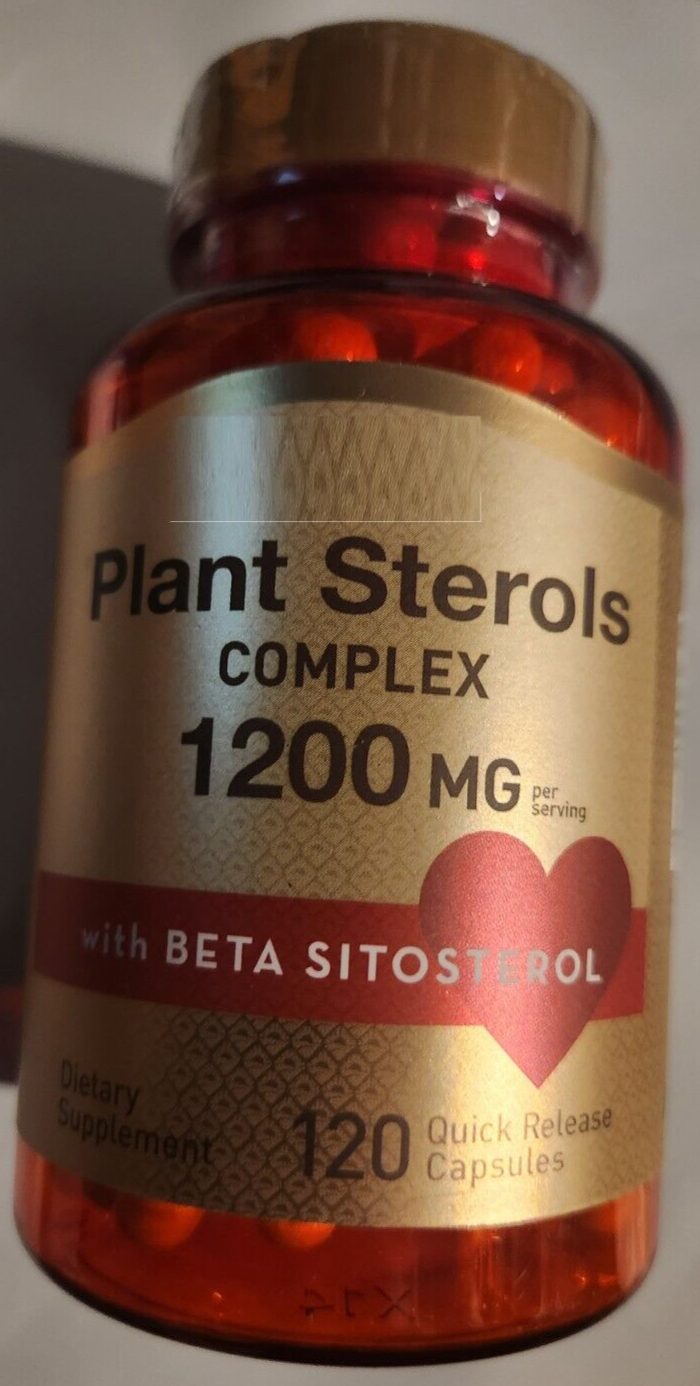 Plant Sterols
COMPLEX
1200 MG per
serving
with BETA SITOSTEROL
Dietary
Supplement
120 Quick Release
Capsules